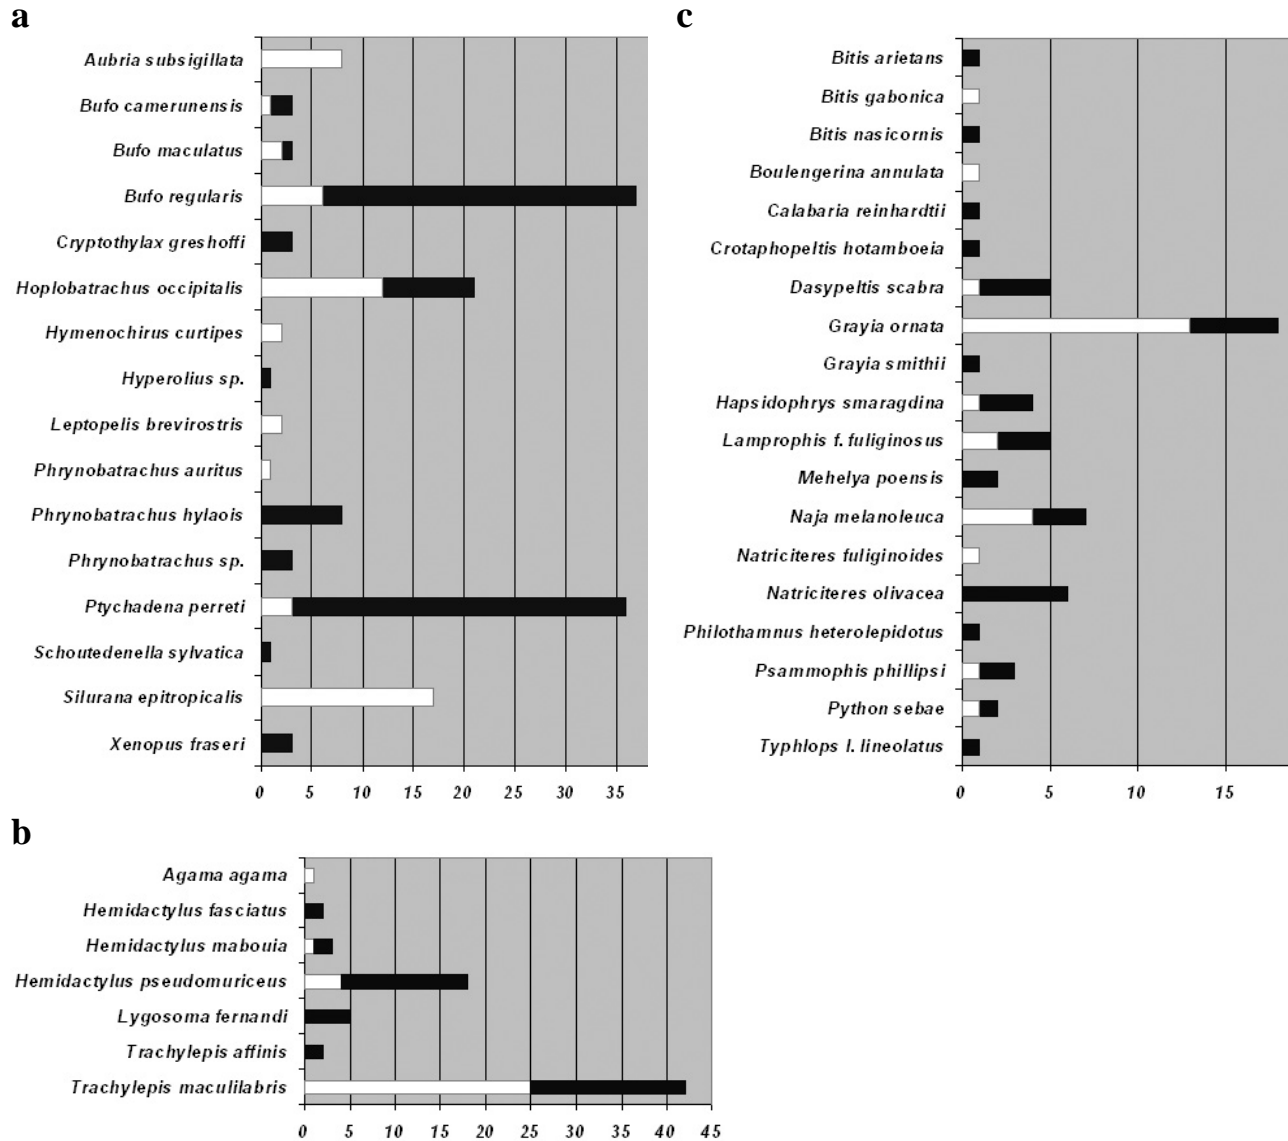 a
Aubria subsigillata
Bufo camerunensis
Bufo maculatus
Bufo regularis
Cryptothylax greshoffi
Hoplobatrachus occipitalis
Hymenochirus curtipes
Hyperolius sp.
Leptopelis brevirostris
Phrynobatrachus auritus
Phrynobatrachus hylaois
Phrynobatrachus sp.
Ptychadena perreti
Schoutedenella sylvatica
Silurana epitropicalis
Xenopus fraseri
0 5 10 15 20 25 30 35
b
Agama agama
Hemidactylus fasciatus
Hemidactylus mabouia
Hemidactylus pseudomuriceus
Lygosoma fernandi
Trachylepis affinis
Trachylepis maculilabris
0 5 10 15 20 25 30 35 40 45
c
Bitis arietans
Bitis gabonica
Bitis nasicornis
Boulengerina annulata
Calabaria reinhardtii
Crotaphopeltis hotamboeia
Dasypeltis scabra
Grayia ornata
Grayia smithii
Hapsidophrys smaragdina
Lamprophis f. fuliginosus
Mehelya poensis
Naja melanoleuca
Natriciteres fuliginoides
Natriciteres olivacea
Philothamnus heterolepidotus
Psammophis phillipsi
Python sebae
Typhlops l. lineolatus
0 5 10 15